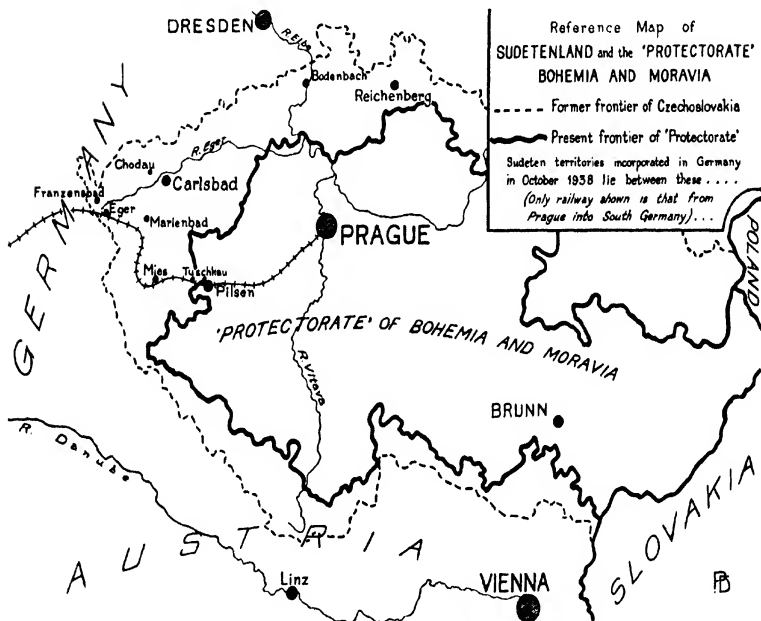 DRESDEN
R. Elbe
Bodenbach
Reichenberg
Reference Map of
SUDETENLAND and the 'PROTECTORATE'
BOHEMIA AND MORAVIA
Former frontier of Czechoslovakia
Present frontier of 'Protectorate'
Sudeten territories incorporated in Germany
in October 1938 lie between these . . . .
(Only railway shown is that from
Prague into South Germany) . . .
GERMANY
Chodau
R. Eger
Carlsbad
Franzensbad
Eger
Marienbad
PRAGUE
POLAND
Mies
Tuschkau
Pilsen
'PROTECTORATE' OF BOHEMIA AND MORAVIA
R. Vltava
BRUNN
R. Danube
SLOVAKIA
AUSTRIA
Linz
VIENNA
PB